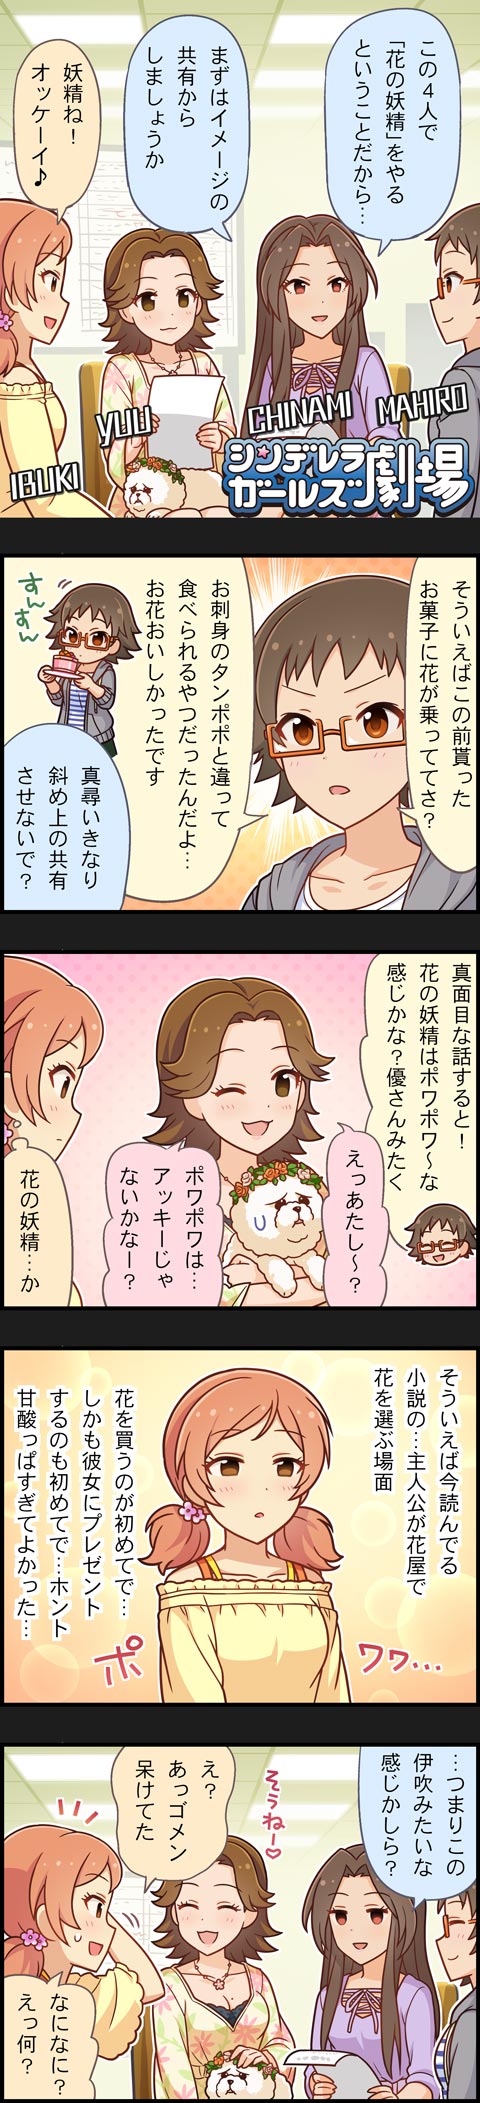 この4人で
「花の妖精」をやる
ということだから…
まずはイメージの
共有から
しましょうか
妖精ね！
オッケーイ♪
IBUKI
YUU
CHINAMI
MAHIRO
シンデレラ
ガールズ
劇場
そういえばこの前貰った
お菓子に花が乗っててさ？
お刺身のタンポポと違って
食べられるやつだったんだよ…
お花おいしかったです
すんすん
真尋いきなり
斜め上の共有
させないで？
真面目な話すると！
花の妖精はポワポワ〜な
感じかな？優さんみたく
えっあたし〜？
ポワポワは…
アッキーじゃ
ないかなー？
花の妖精…か
そういえば今読んでる
小説の…主人公が花屋で
花を選ぶ場面
花を買うのが初めてで…
しかも彼女にプレゼント
するのも初めてで…ホント
甘酸っぱすぎてよかった…
ポ
ワワ…
…つまりこの
伊吹みたいな
感じかしら？
そうねー♡
え？
あっゴメン
呆けてた
なになに？
えっ何？